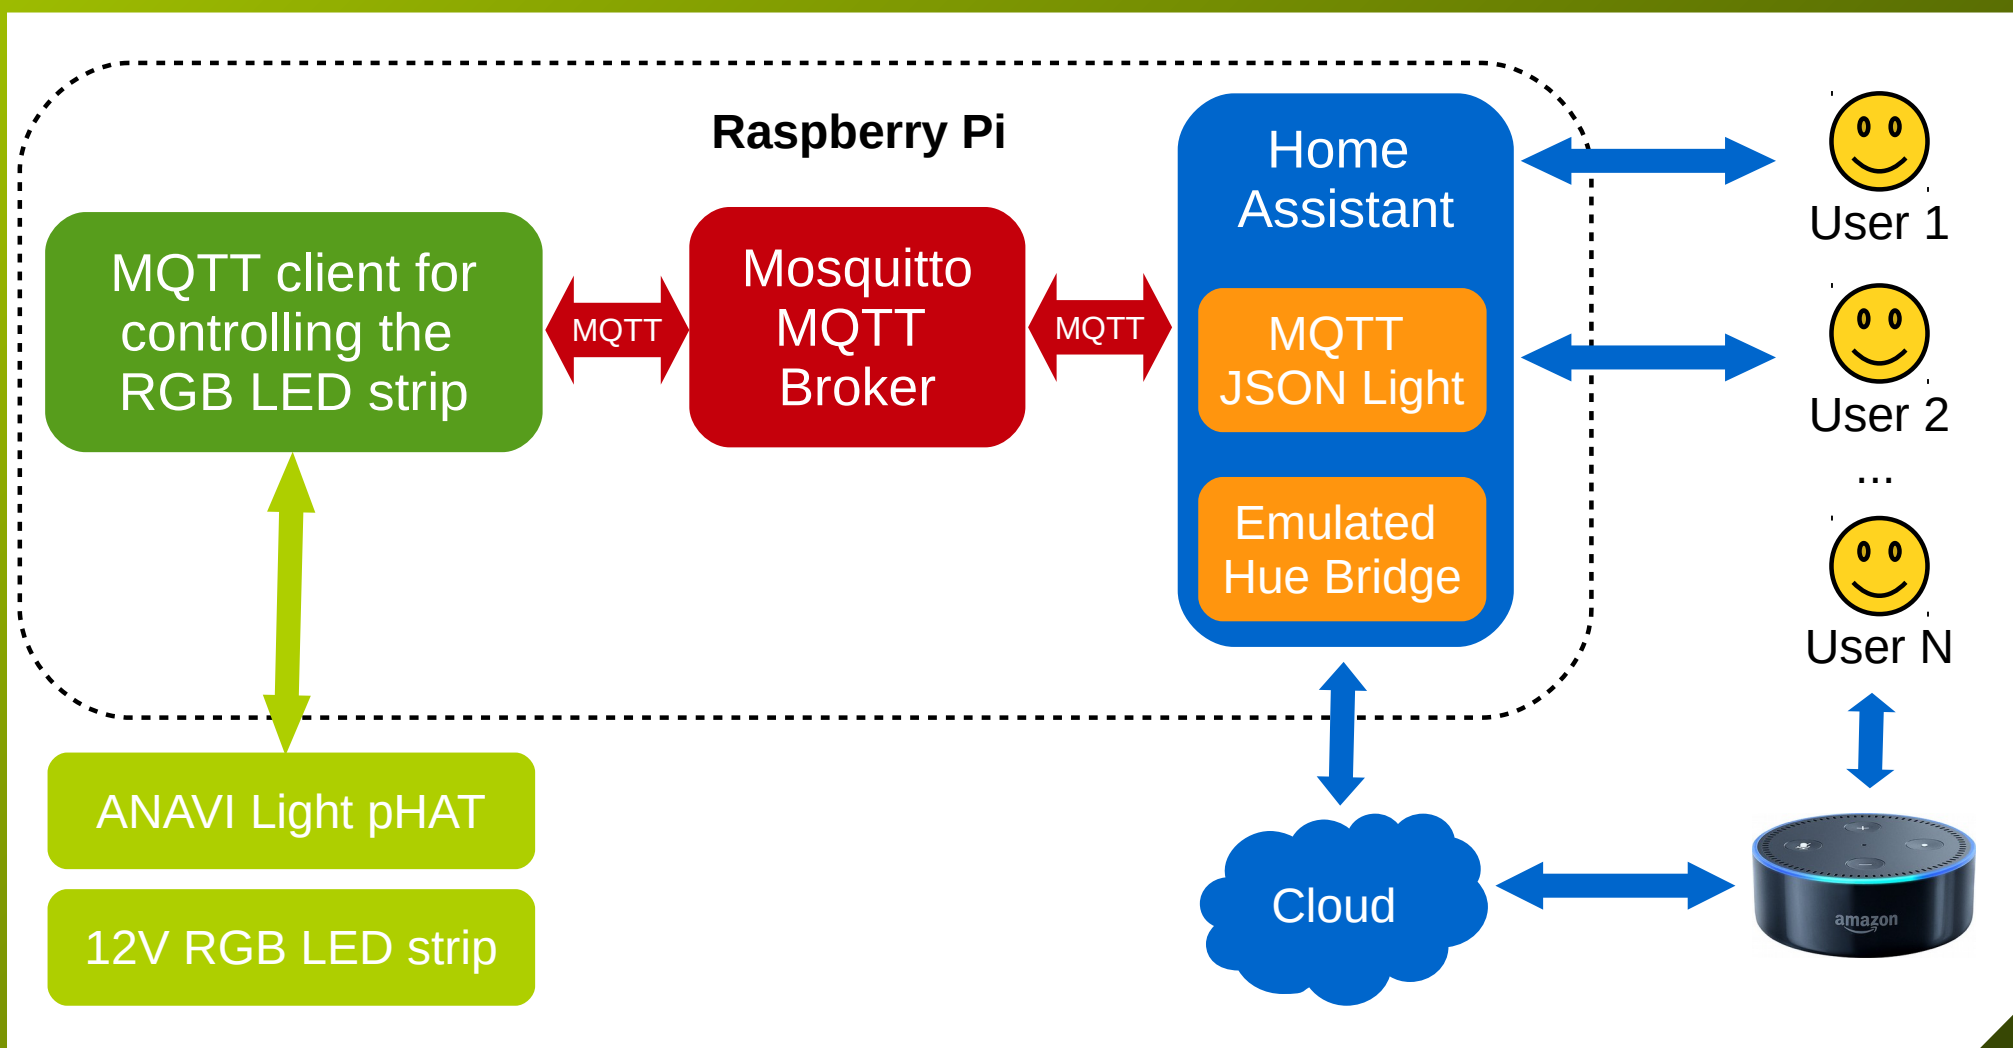 Raspberry Pi
MQTT client for
controlling the
RGB LED strip
MQTT
Mosquitto
MQTT
Broker
MQTT
Home
Assistant
MQTT
JSON Light
Emulated
Hue Bridge
User 1
User 2
...
User N
ANAVI Light pHAT
12V RGB LED strip
Cloud
amazon